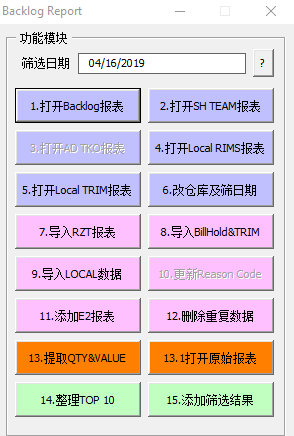 Backlog Report
功能模块
筛选日期 04/16/2019 ?
1.打开Backlog报表 2.打开SH TEAM报表
3.打开AD TKO报表 4.打开Local RIMS报表
5.打开Local TRIM报表 6.改仓库及筛日期
7.导入RZT报表 8.导入BillHold&TRIM
9.导入LOCAL数据 10.更新Reason Code
11.添加E2报表 12.删除重复数据
13.提取QTY&VALUE 13.1打开原始报表
14.整理TOP 10 15.添加筛选结果